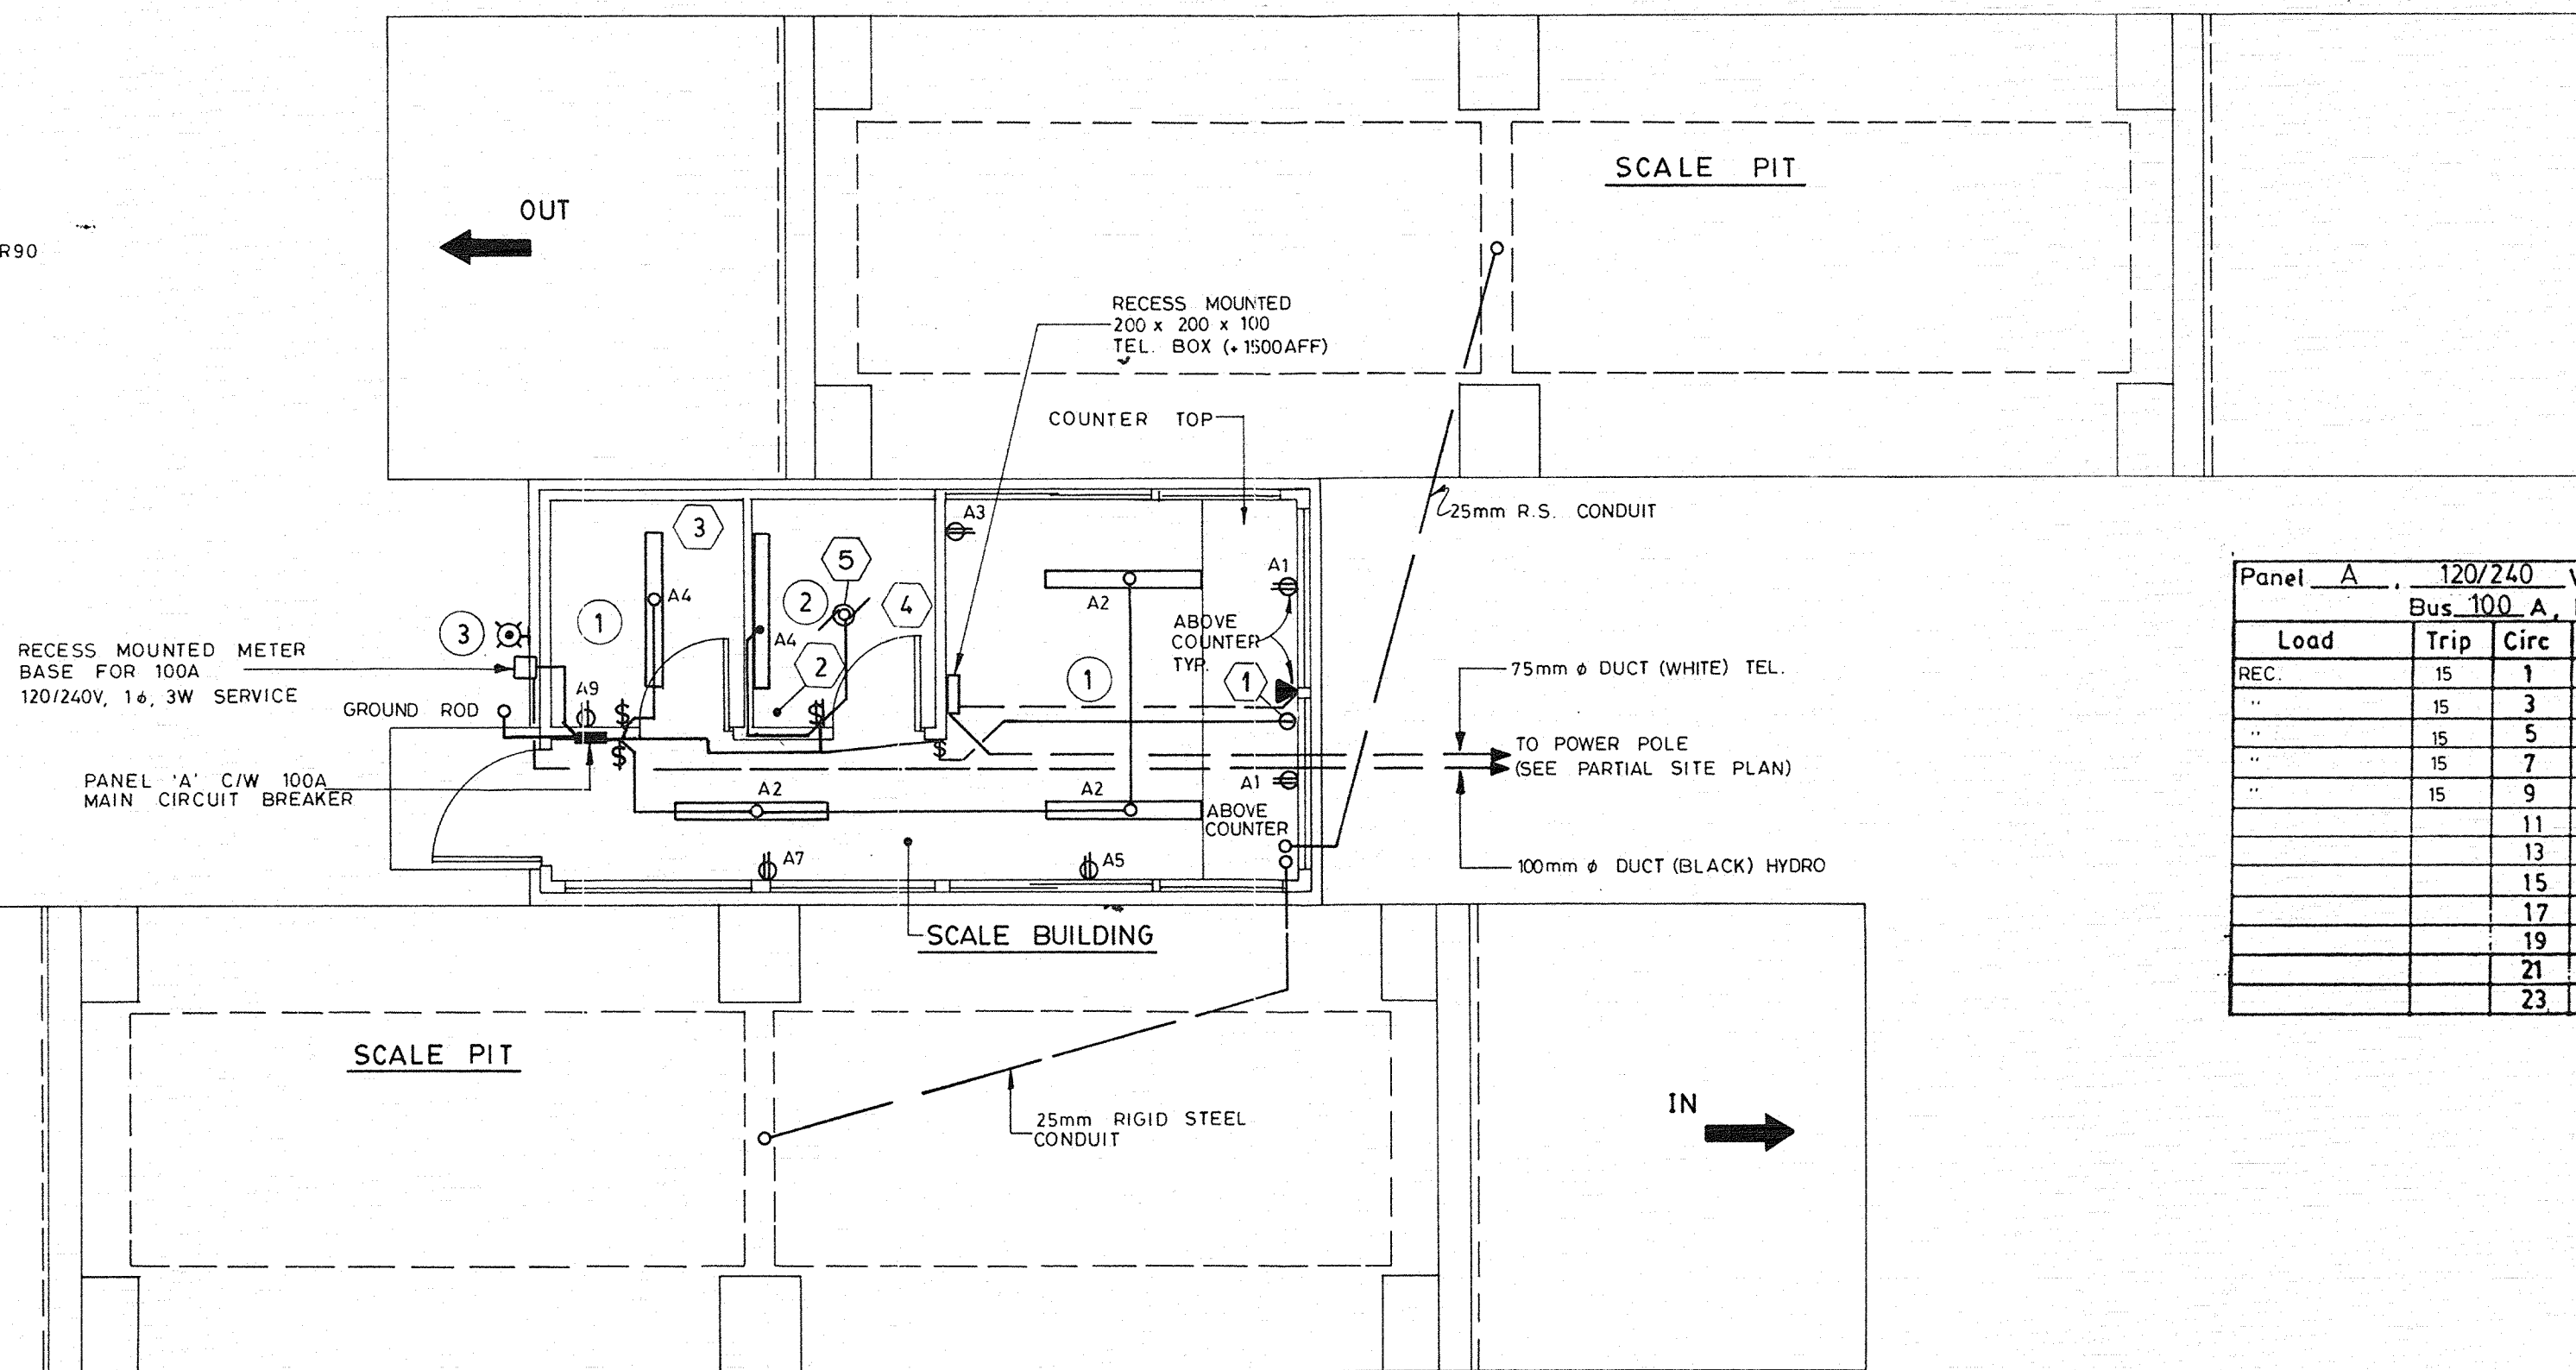 R90
OUT
SCALE PIT
RECESS MOUNTED
200 x 200 x 100
TEL. BOX (+1500AFF)
COUNTER TOP
25mm R.S. CONDUIT
A3
3
5
2
4
1
A4
A4
2
A2
A1
ABOVE
COUNTER
TYP.
1
1
3
RECESS MOUNTED METER
BASE FOR 100A
120/240V, 1ϕ, 3W SERVICE
GROUND ROD
A9
$
$
$
$
PANEL 'A' C/W 100A
MAIN CIRCUIT BREAKER
75mm ϕ DUCT (WHITE) TEL.
TO POWER POLE
(SEE PARTIAL SITE PLAN)
100mm ϕ DUCT (BLACK) HYDRO
A2
A2
A1
ABOVE
COUNTER
A7
A5
SCALE BUILDING
SCALE PIT
25mm RIGID STEEL
CONDUIT
IN
Panel A , 120/240 V
Bus 100 A,
Load Trip Circ
REC. 15 1
" 15 3
" 15 5
" 15 7
" 15 9
11
13
15
17
19
21
23